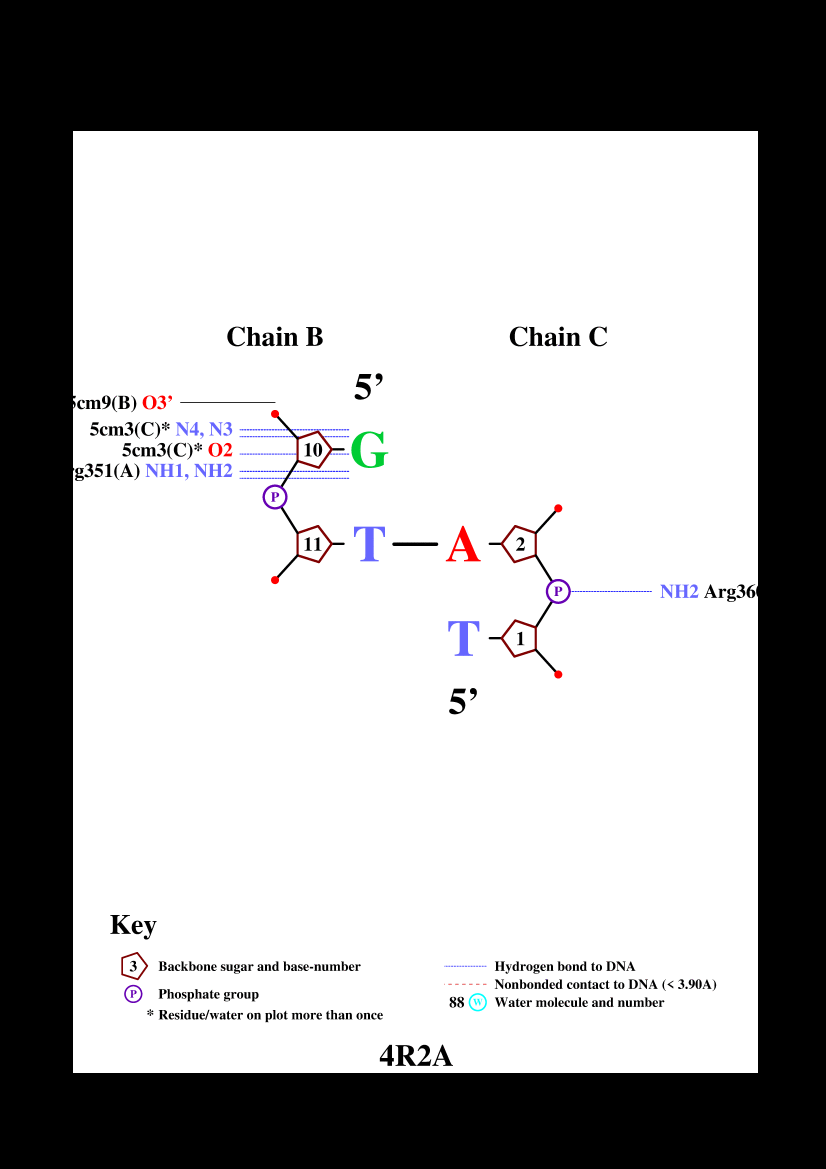 Chain B Chain C
5’
5cm9(B) O3’
5cm3(C)* N4, N3
10 G
5cm3(C)* O2
rg351(A) NH1, NH2
P
11 T A 2
P NH2 Arg36
T 1
5’
Key
3 Backbone sugar and base-number
P Phosphate group
* Residue/water on plot more than once
Hydrogen bond to DNA
Nonbonded contact to DNA (< 3.90A)
88 W Water molecule and number
4R2A